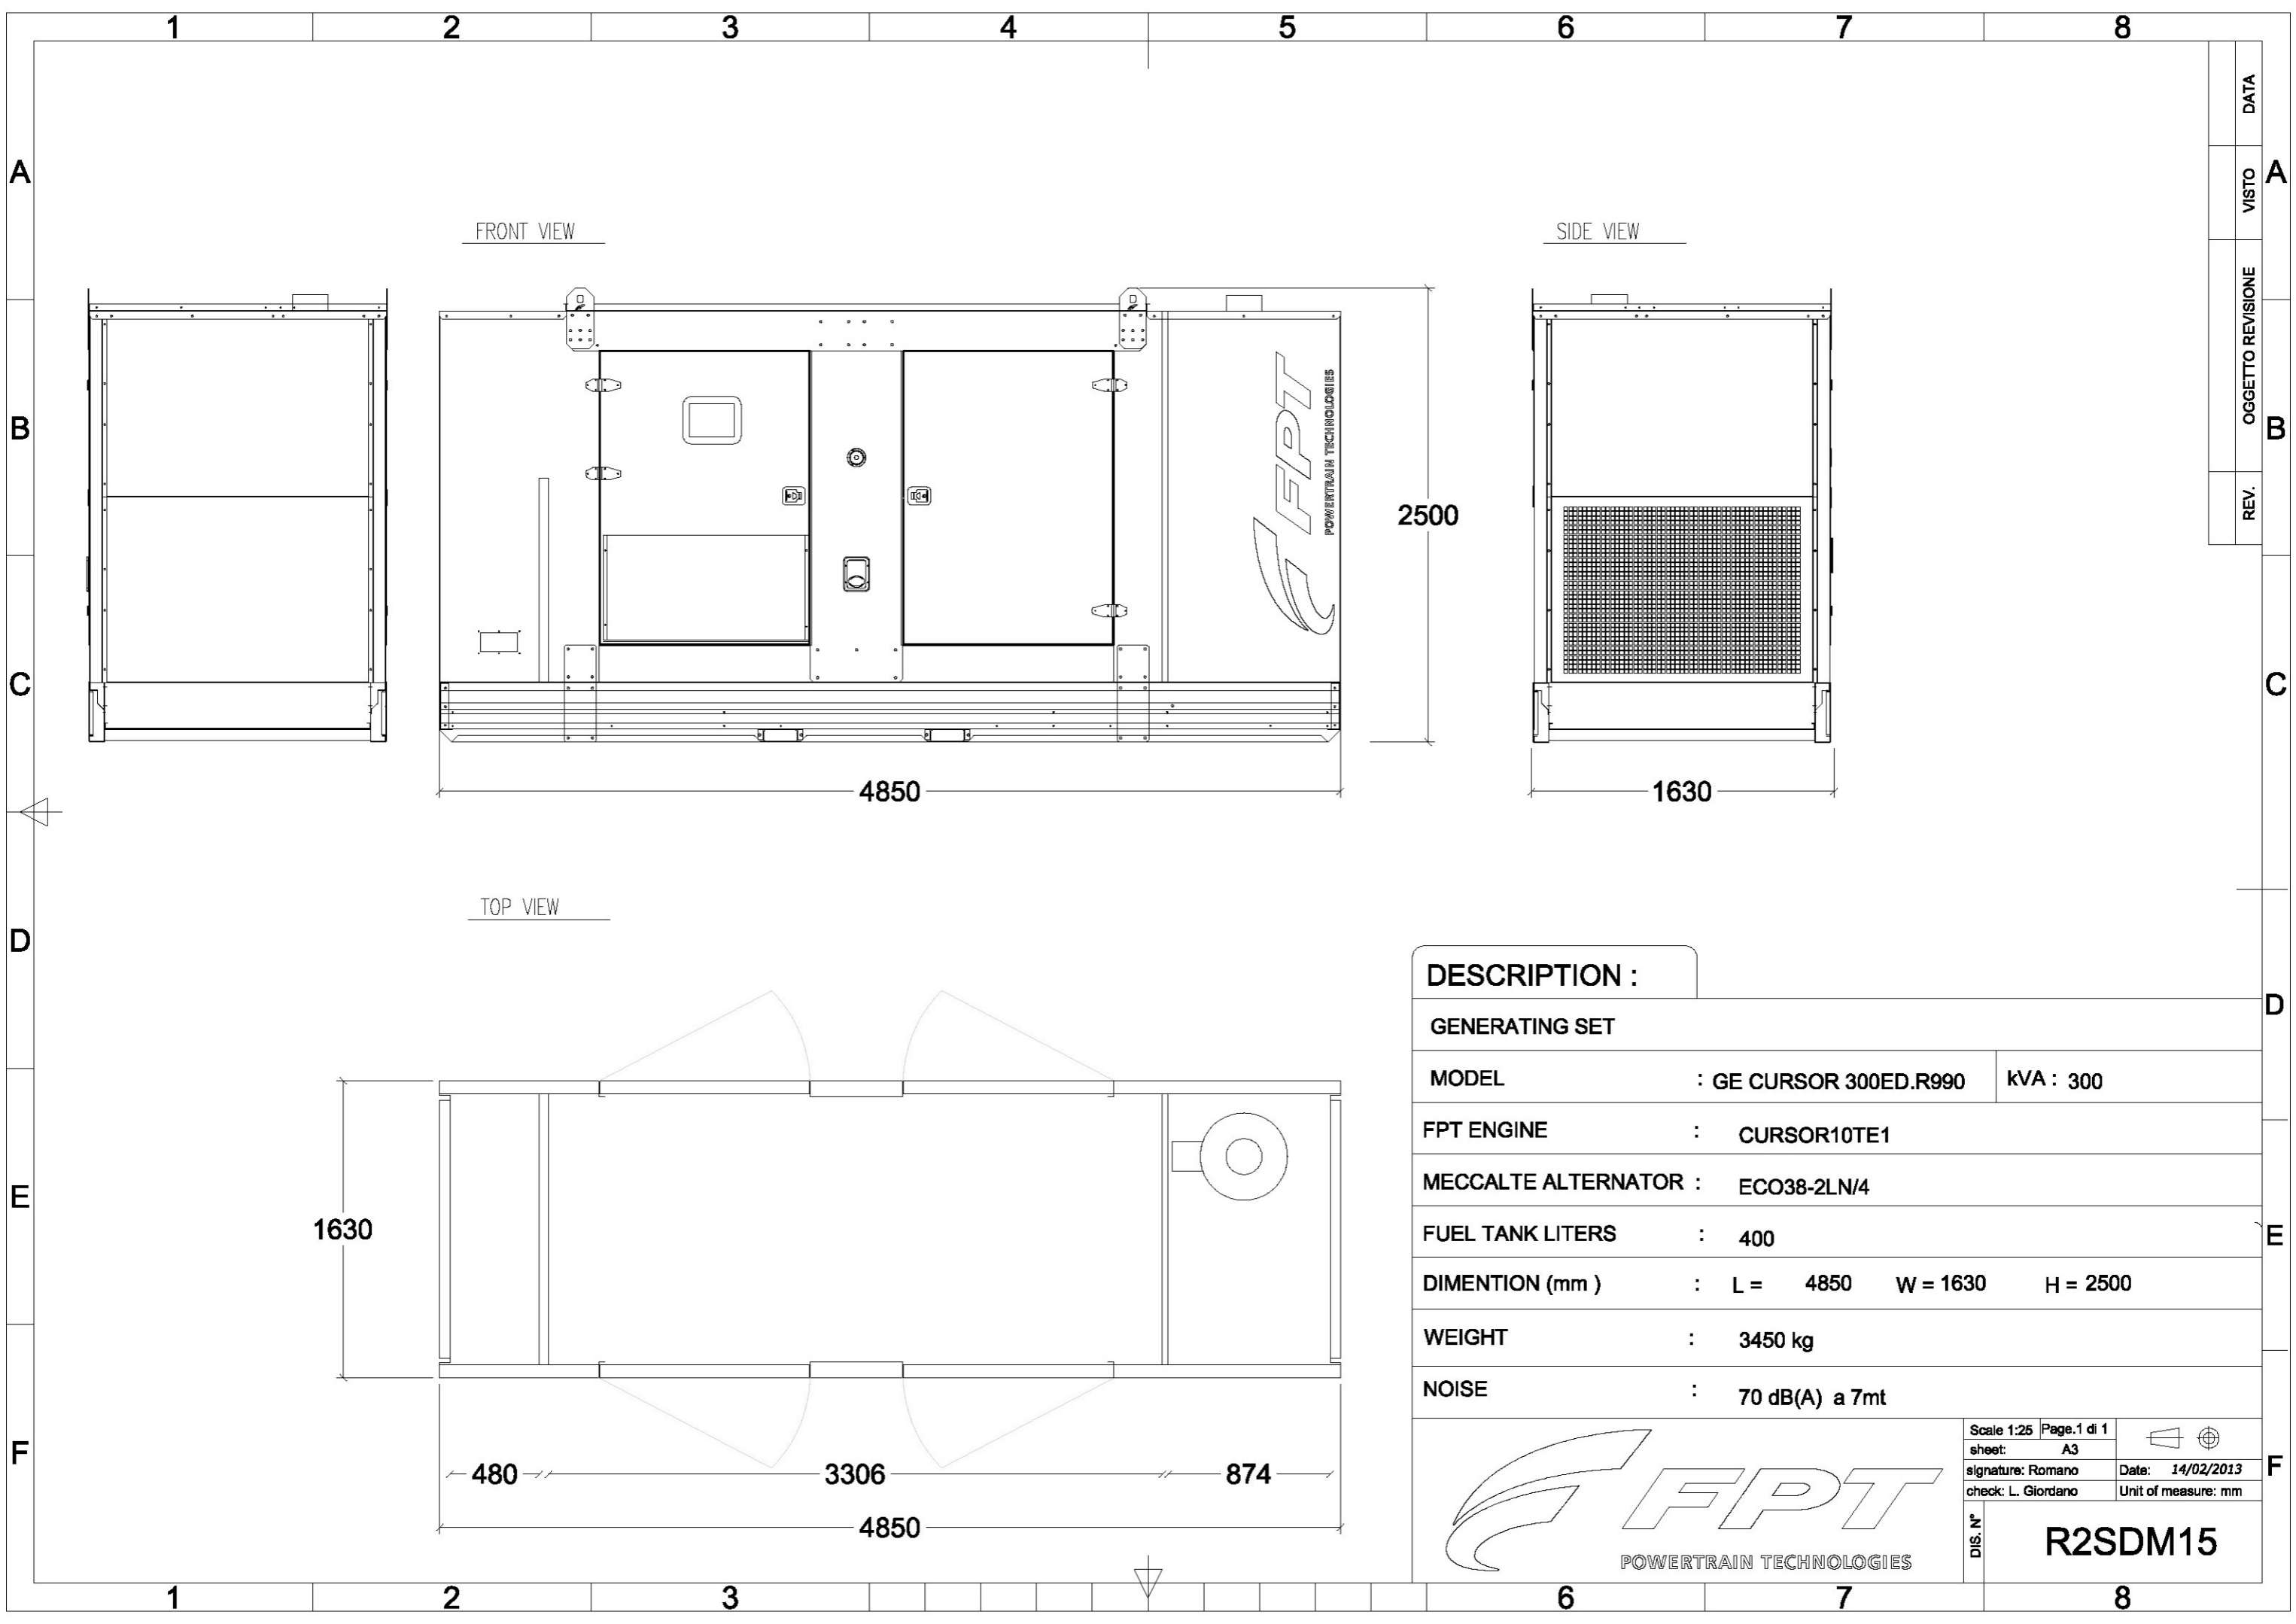 1 2 3 4 5 6 7 8
DATA
VISTO
OGGETTO REVISIONE
REV.
A A
B B
C C
D D
E E
F F
FRONT VIEW
SIDE VIEW
FPT
POWERTRAIN TECHNOLOGIES
2500
4850
1630
TOP VIEW
1630
480 3306 874
4850
DESCRIPTION :
GENERATING SET
MODEL : GE CURSOR 300ED.R990 kVA : 300
FPT ENGINE : CURSOR10TE1
MECCALTE ALTERNATOR : ECO38-2LN/4
FUEL TANK LITERS : 400
DIMENTION (mm ) : L = 4850 W = 1630 H = 2500
WEIGHT : 3450 kg
NOISE : 70 dB(A) a 7mt
FPT
POWERTRAIN TECHNOLOGIES
Scale 1:25 Page.1 di 1
sheet: A3
signature: Romano Date: 14/02/2013
check: L. Giordano Unit of measure: mm
DIS. N° R2SDM15
1 2 3 6 7 8